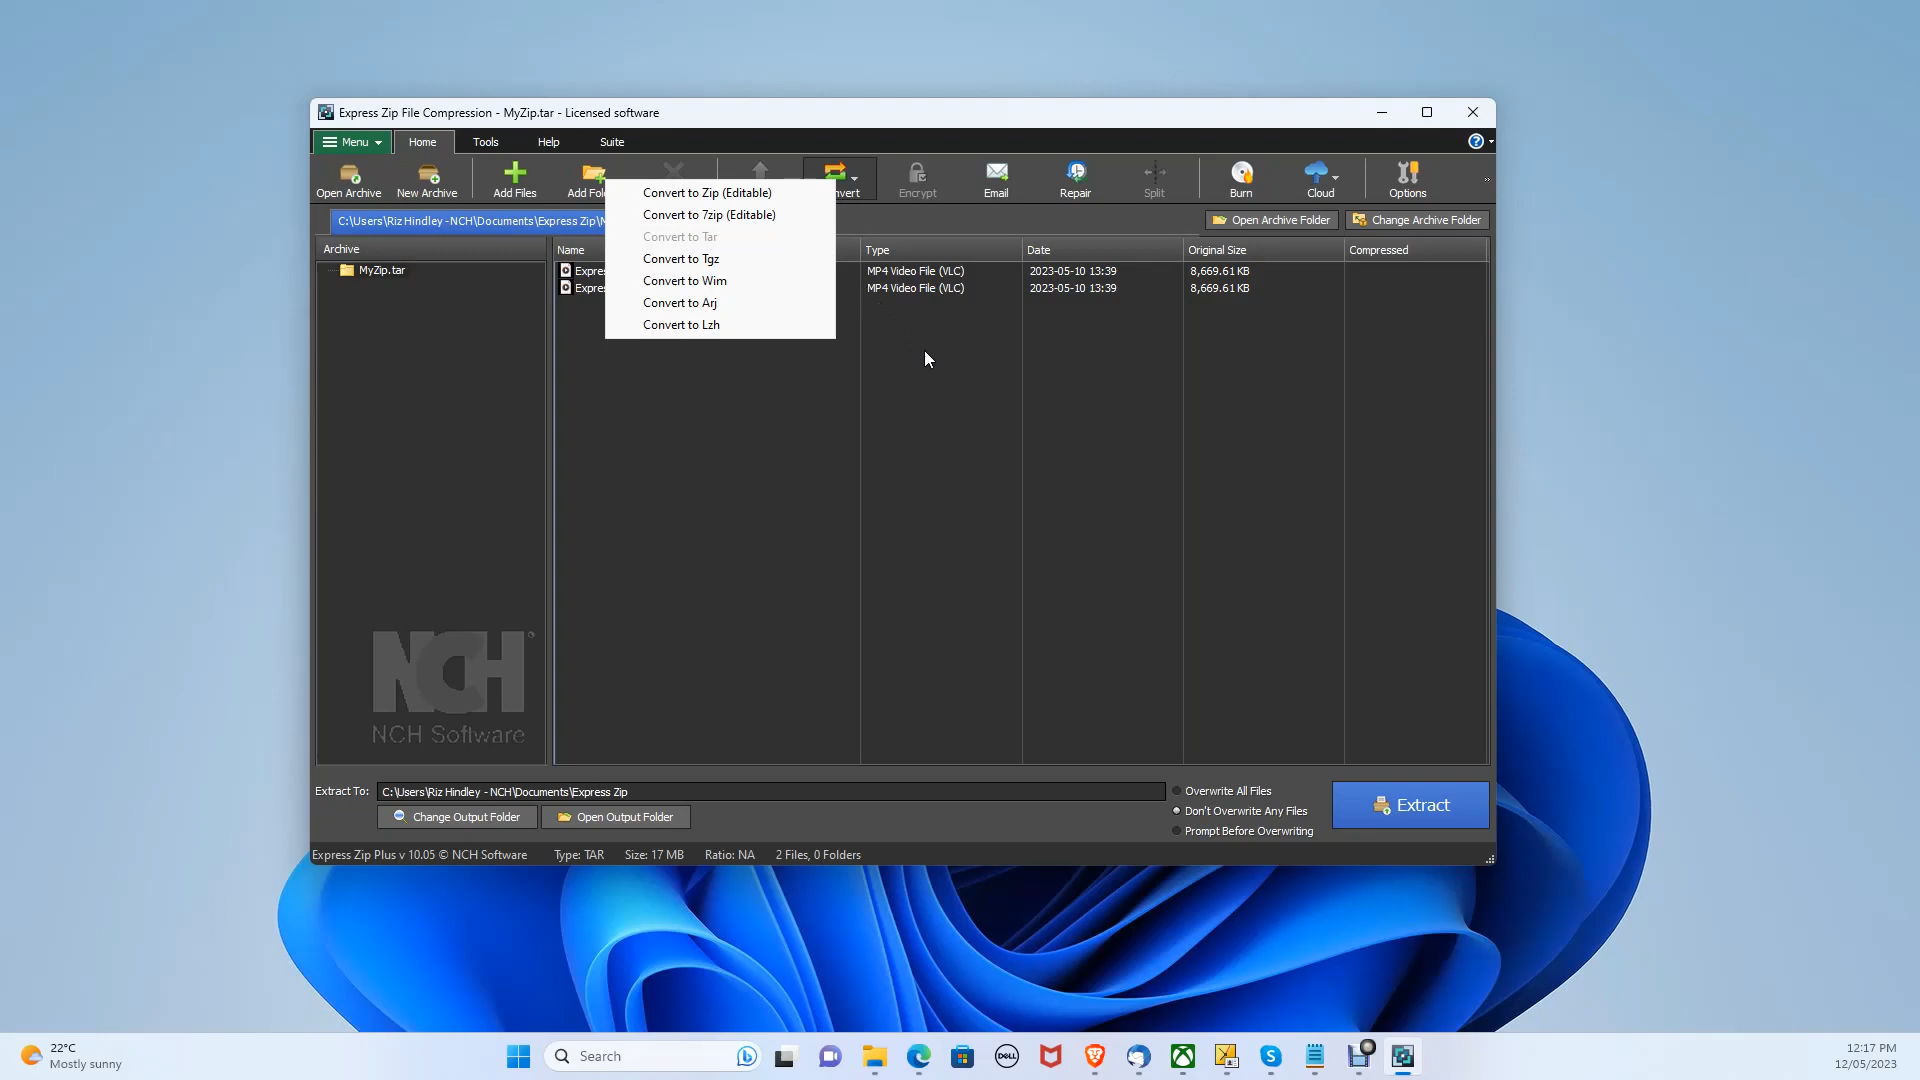 Express Zip File Compression - MyZip.tar - Licensed software
Menu Home Tools Help Suite
Open Archive New Archive Add Files Add Fol vert Encrypt Email Repair Split Burn Cloud Options
C:\Users\Riz Hindley -NCH\Documents\Express Zip\ Open Archive Folder Change Archive Folder
Convert to Zip (Editable)
Convert to 7zip (Editable)
Convert to Tar
Convert to Tgz
Convert to Wim
Convert to Arj
Convert to Lzh
Archive Name Type Date Original Size Compressed
MyZip.tar Expre MP4 Video File (VLC) 2023-05-10 13:39 8,669.61 KB
Expre MP4 Video File (VLC) 2023-05-10 13:39 8,669.61 KB
NCH
NCH Software
Extract To: C:\Users\Riz Hindley - NCH\Documents\Express Zip Overwrite All Files
Change Output Folder Open Output Folder Don't Overwrite Any Files Extract
Prompt Before Overwriting
Express Zip Plus v 10.05 © NCH Software Type: TAR Size: 17 MB Ratio: NA 2 Files, 0 Folders
22°C
Mostly sunny
Search
DELL
12:17 PM
12/05/2023